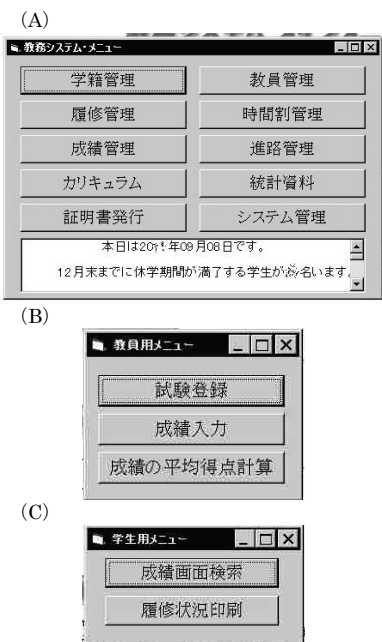 (A)
教務システム・メニュー
学籍管理 教員管理
履修管理 時間割管理
成績管理 進路管理
カリキュラム 統計資料
証明書発行 システム管理
本日は年09月08日です。
12月末までに休学期間が満了する学生が名います。
(B)
教員用メニュー
試験登録
成績入力
成績の平均得点計算
(C)
学生用メニュー
成績画面検索
履修状況印刷